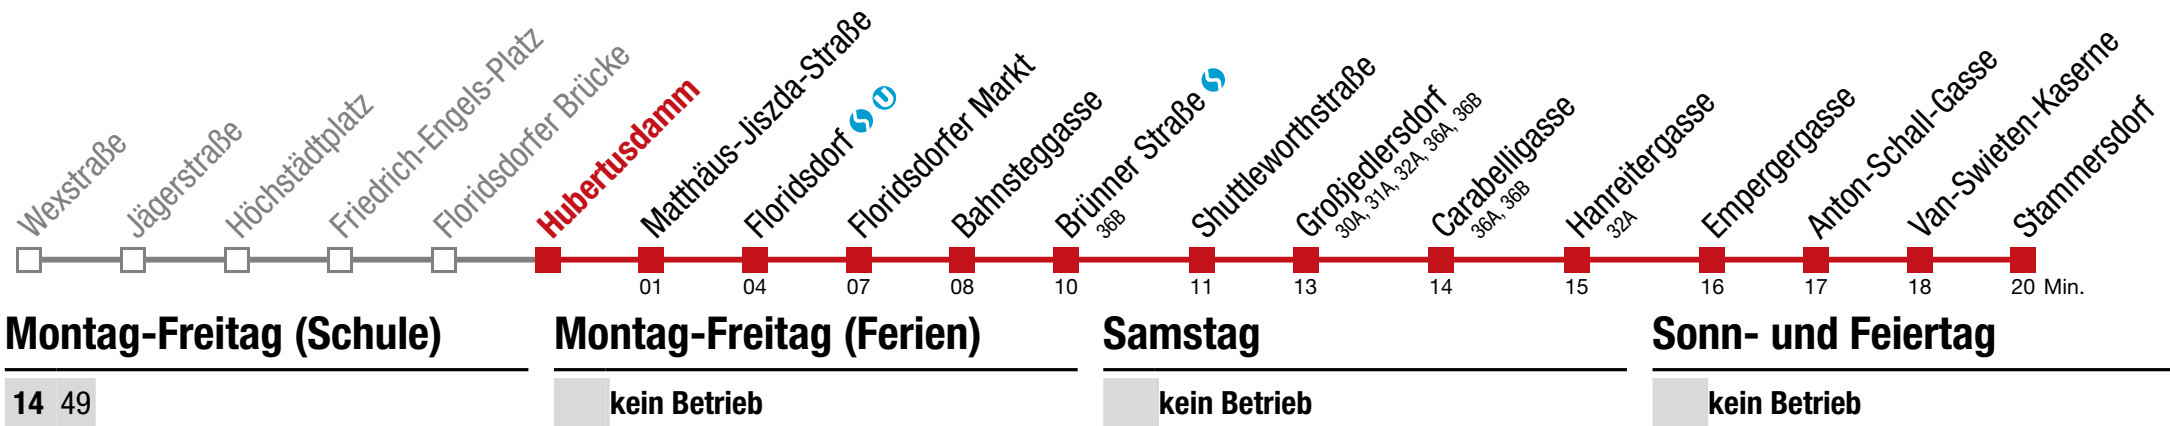 Wexstraße
Jägerstraße
Höchstädtplatz
Friedrich-Engels-Platz
Floridsdorfer Brücke
Hubertusdamm
Matthäus-Jiszda-Straße
Floridsdorf S U
Floridsdorfer Markt
Bahnsteggasse
Brünner Straße S
36B
Shuttleworthstraße
Großjedlersdorf
30A, 31A, 32A, 36A, 36B
Carabelligasse
36A, 36B
Hanreitergasse
32A
Empergergasse
Anton-Schall-Gasse
Van-Swieten-Kaserne
Stammersdorf
01 04 07 08 10 11 13 14 15 16 17 18 20 Min.
Montag-Freitag (Schule)
14 49
Montag-Freitag (Ferien)
kein Betrieb
Samstag
kein Betrieb
Sonn- und Feiertag
kein Betrieb